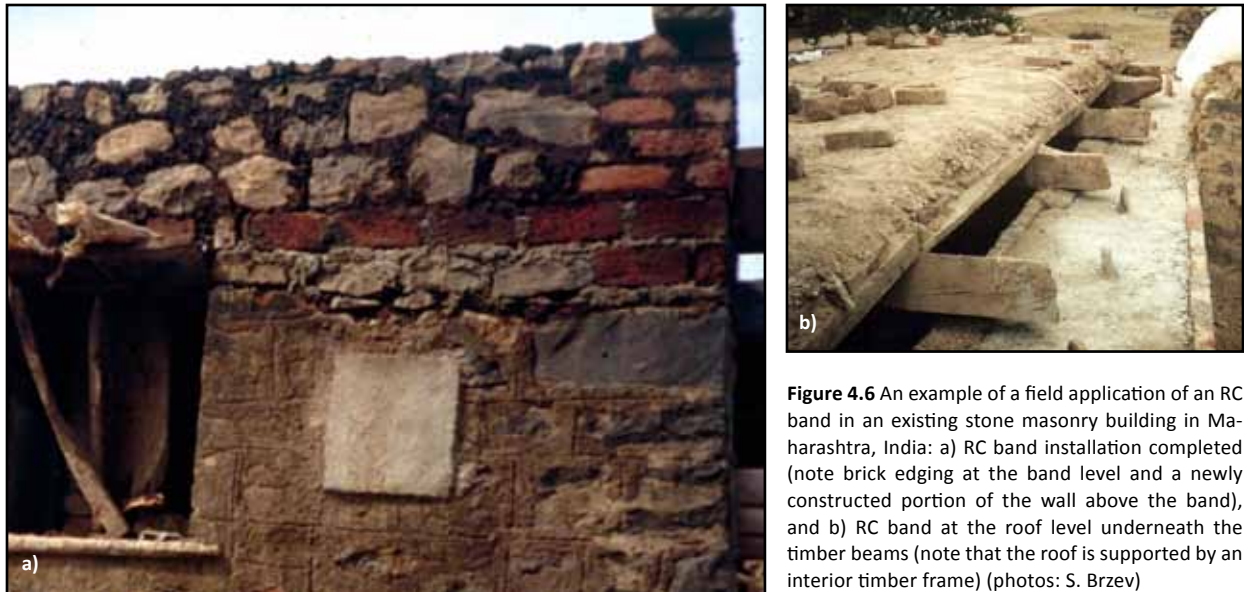 a)
b)
Figure 4.6 An example of a field application of an RC
band in an existing stone masonry building in Ma-
harashtra, India: a) RC band installation completed
(note brick edging at the band level and a newly
constructed portion of the wall above the band),
and b) RC band at the roof level underneath the
timber beams (note that the roof is supported by an
interior timber frame) (photos: S. Brzev)